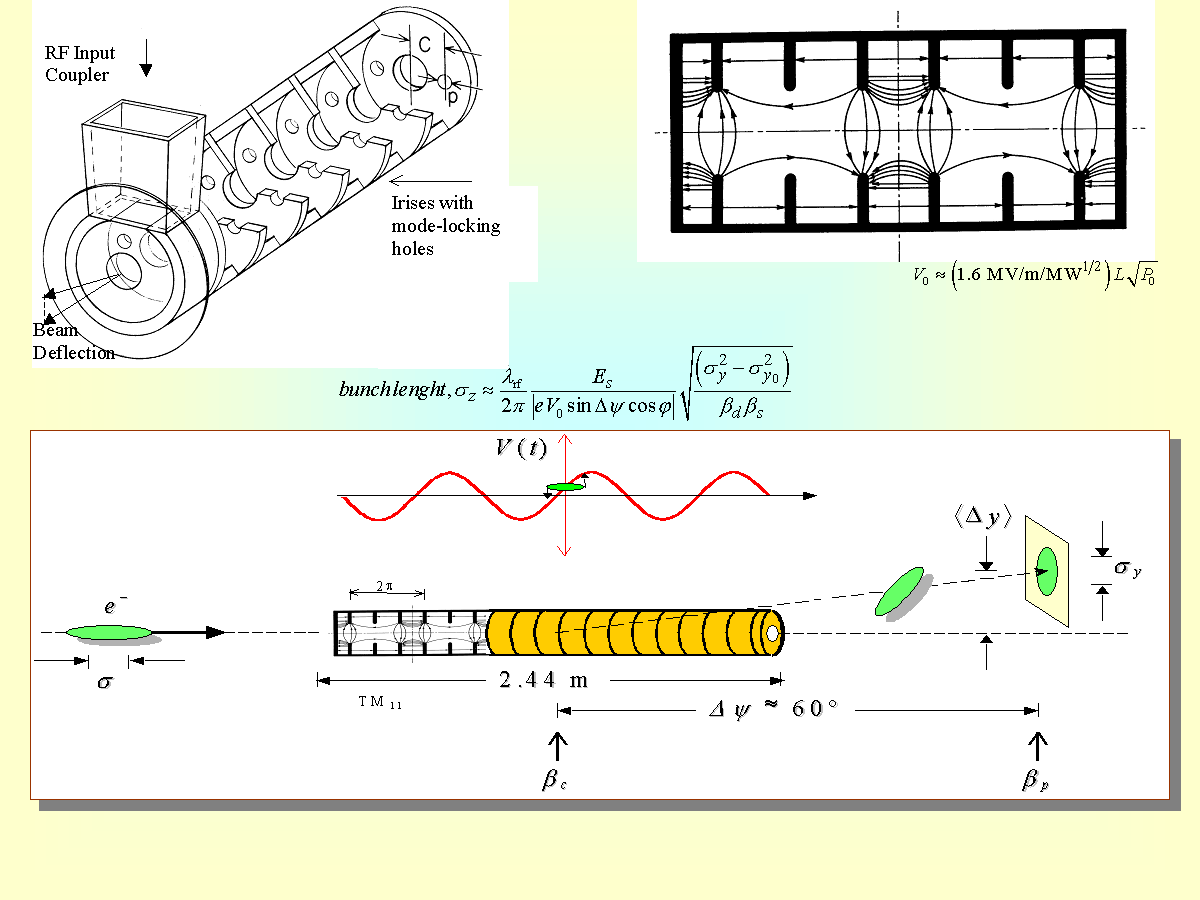 RF Input
Coupler
C
p
Irises with
mode-locking
holes
Beam
Deflection
V₀ ≈ (1.6 MV/m/MW^1/2) L√P₀
bunch lenght, σ_Z ≈ λ_rf/2π E_S/|eV₀ sin Δψ cos φ| √((σ_y² − σ_y₀²)/β_d β_s)
V(t)
⟨Δy⟩
σ_y
2π
e⁻
σ
2.44 m
TM₁₁
Δψ ≈ 60°
β_c
β_p